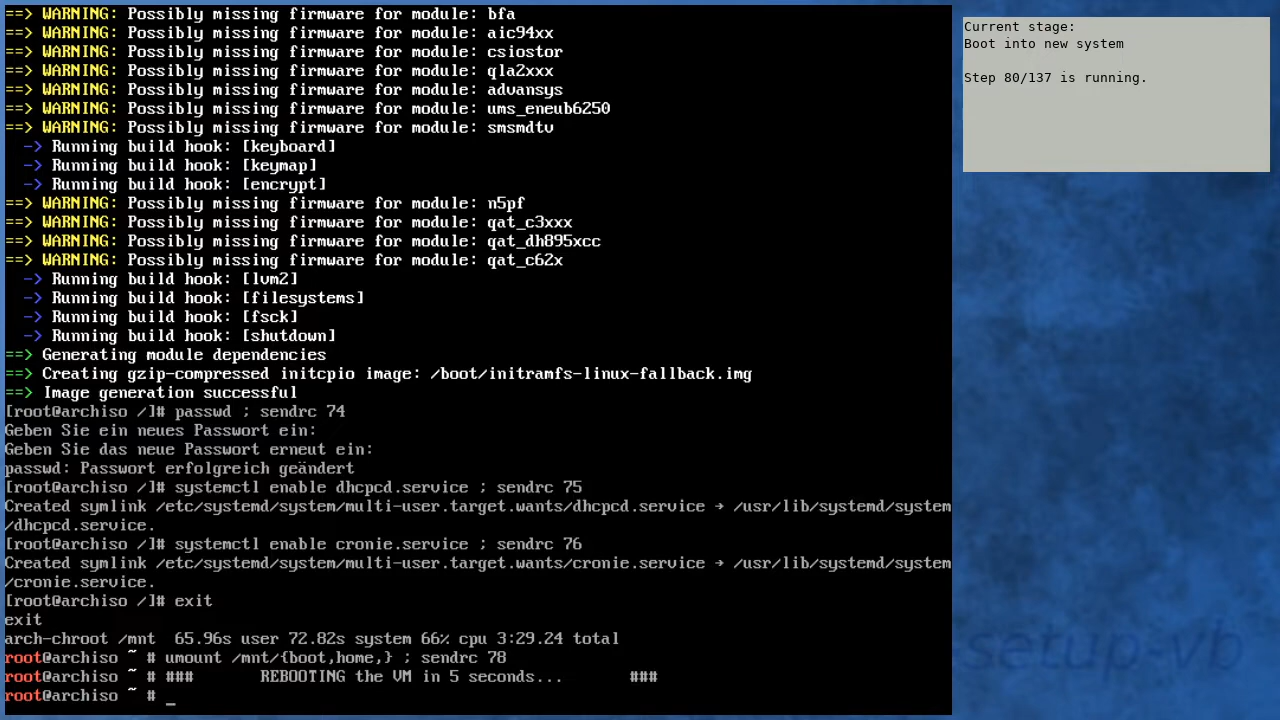 ==> WARNING: Possibly missing firmware for module: bfa
==> WARNING: Possibly missing firmware for module: aic94xx
==> WARNING: Possibly missing firmware for module: csiostor
==> WARNING: Possibly missing firmware for module: qla2xxx
==> WARNING: Possibly missing firmware for module: advansys
==> WARNING: Possibly missing firmware for module: ums_eneub6250
==> WARNING: Possibly missing firmware for module: smsmdtv
  -> Running build hook: [keyboard]
  -> Running build hook: [keymap]
  -> Running build hook: [encrypt]
==> WARNING: Possibly missing firmware for module: n5pf
==> WARNING: Possibly missing firmware for module: qat_c3xxx
==> WARNING: Possibly missing firmware for module: qat_dh895xcc
==> WARNING: Possibly missing firmware for module: qat_c62x
  -> Running build hook: [lvm2]
  -> Running build hook: [filesystems]
  -> Running build hook: [fsck]
  -> Running build hook: [shutdown]
==> Generating module dependencies
==> Creating gzip-compressed initcpio image: /boot/initramfs-linux-fallback.img
==> Image generation successful
[root@archiso /]# passwd ; sendrc 74
Geben Sie ein neues Passwort ein:
Geben Sie das neue Passwort erneut ein:
passwd: Passwort erfolgreich geändert
[root@archiso /]# systemctl enable dhcpcd.service ; sendrc 75
Created symlink /etc/systemd/system/multi-user.target.wants/dhcpcd.service → /usr/lib/systemd/system
/dhcpcd.service.
[root@archiso /]# systemctl enable cronie.service ; sendrc 76
Created symlink /etc/systemd/system/multi-user.target.wants/cronie.service → /usr/lib/systemd/system
/cronie.service.
[root@archiso /]# exit
exit
arch-chroot /mnt  65.96s user 72.82s system 66% cpu 3:29.24 total
root@archiso ~ # umount /mnt/{boot,home,} ; sendrc 78
root@archiso ~ # ###       REBOOTING the VM in 5 seconds...       ###
root@archiso ~ # _
Current stage:
Boot into new system
Step 80/137 is running.
setup-vb